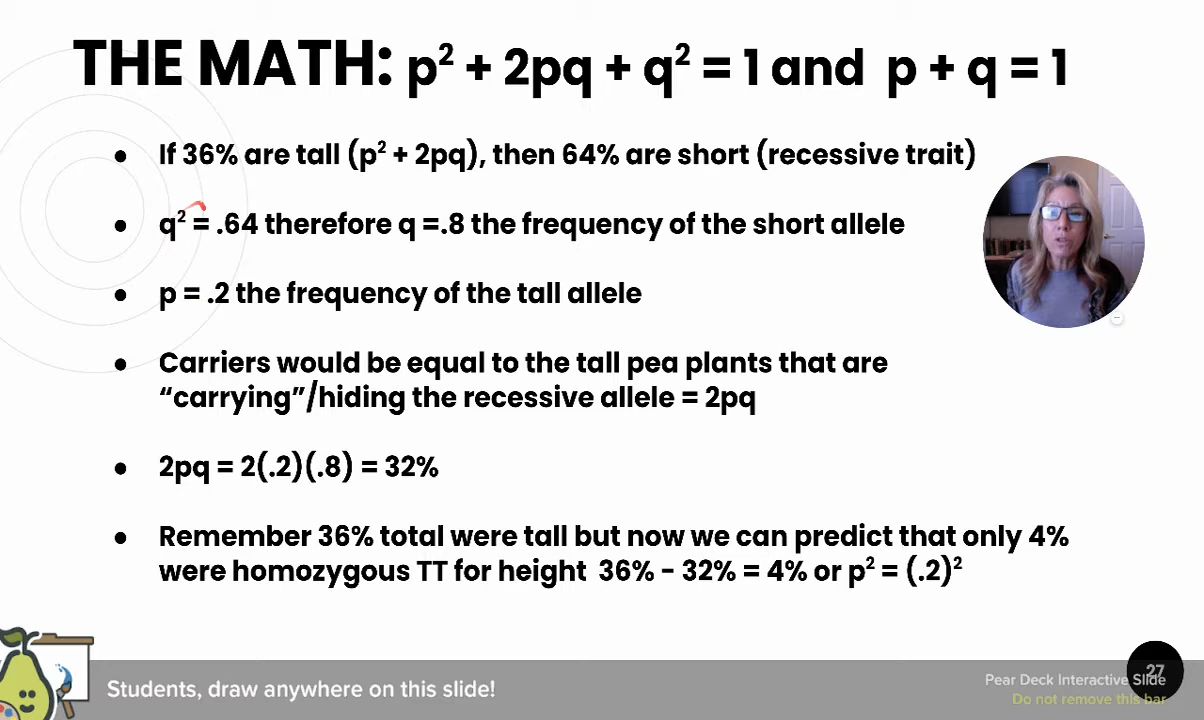 THE MATH: p² + 2pq + q² = 1 and p + q = 1
● If 36% are tall (p² + 2pq), then 64% are short (recessive trait)
● q² = .64 therefore q =.8 the frequency of the short allele
● p = .2 the frequency of the tall allele
● Carriers would be equal to the tall pea plants that are
“carrying”/hiding the recessive allele = 2pq
● 2pq = 2(.2)(.8) = 32%
● Remember 36% total were tall but now we can predict that only 4%
were homozygous TT for height 36% - 32% = 4% or p² = (.2)²
Students, draw anywhere on this slide!
Pear Deck Interactive Slide
Do not remove this bar
27